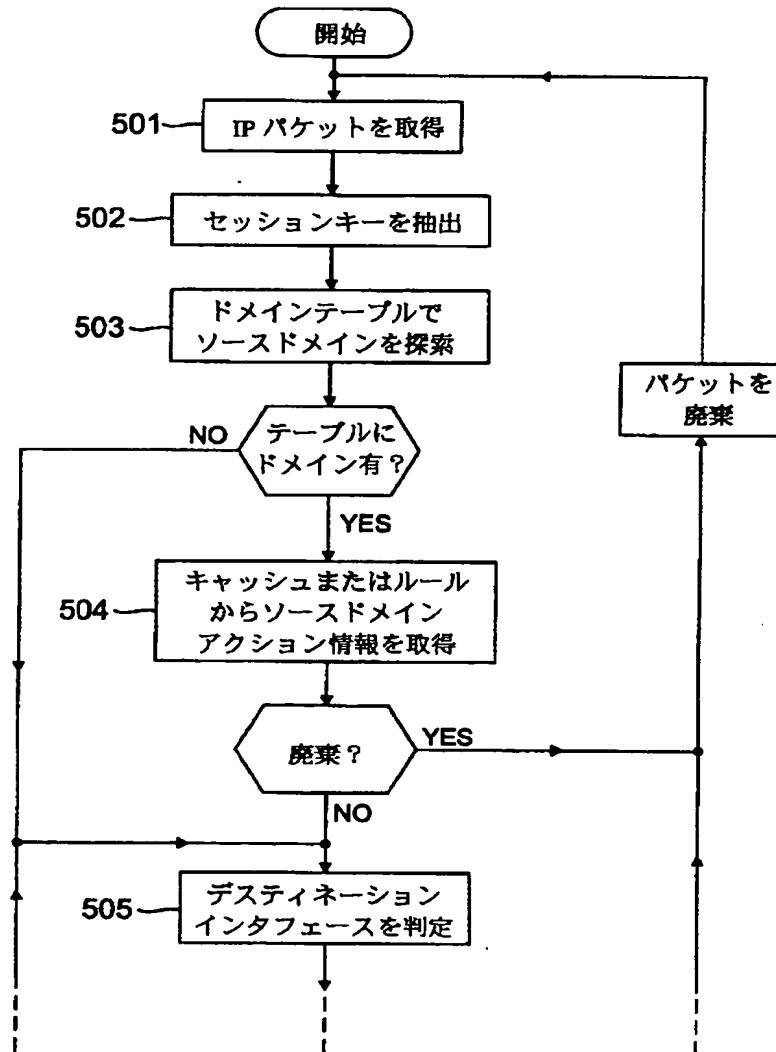 開始
501
IP パケットを取得
502
セッションキーを抽出
503
ドメインテーブルで
ソースドメインを探索
パケットを
廃棄
NO
テーブルに
ドメイン有？
YES
504
キャッシュまたはルール
からソースドメイン
アクション情報を取得
廃棄？
YES
NO
505
デスティネーション
インタフェースを判定